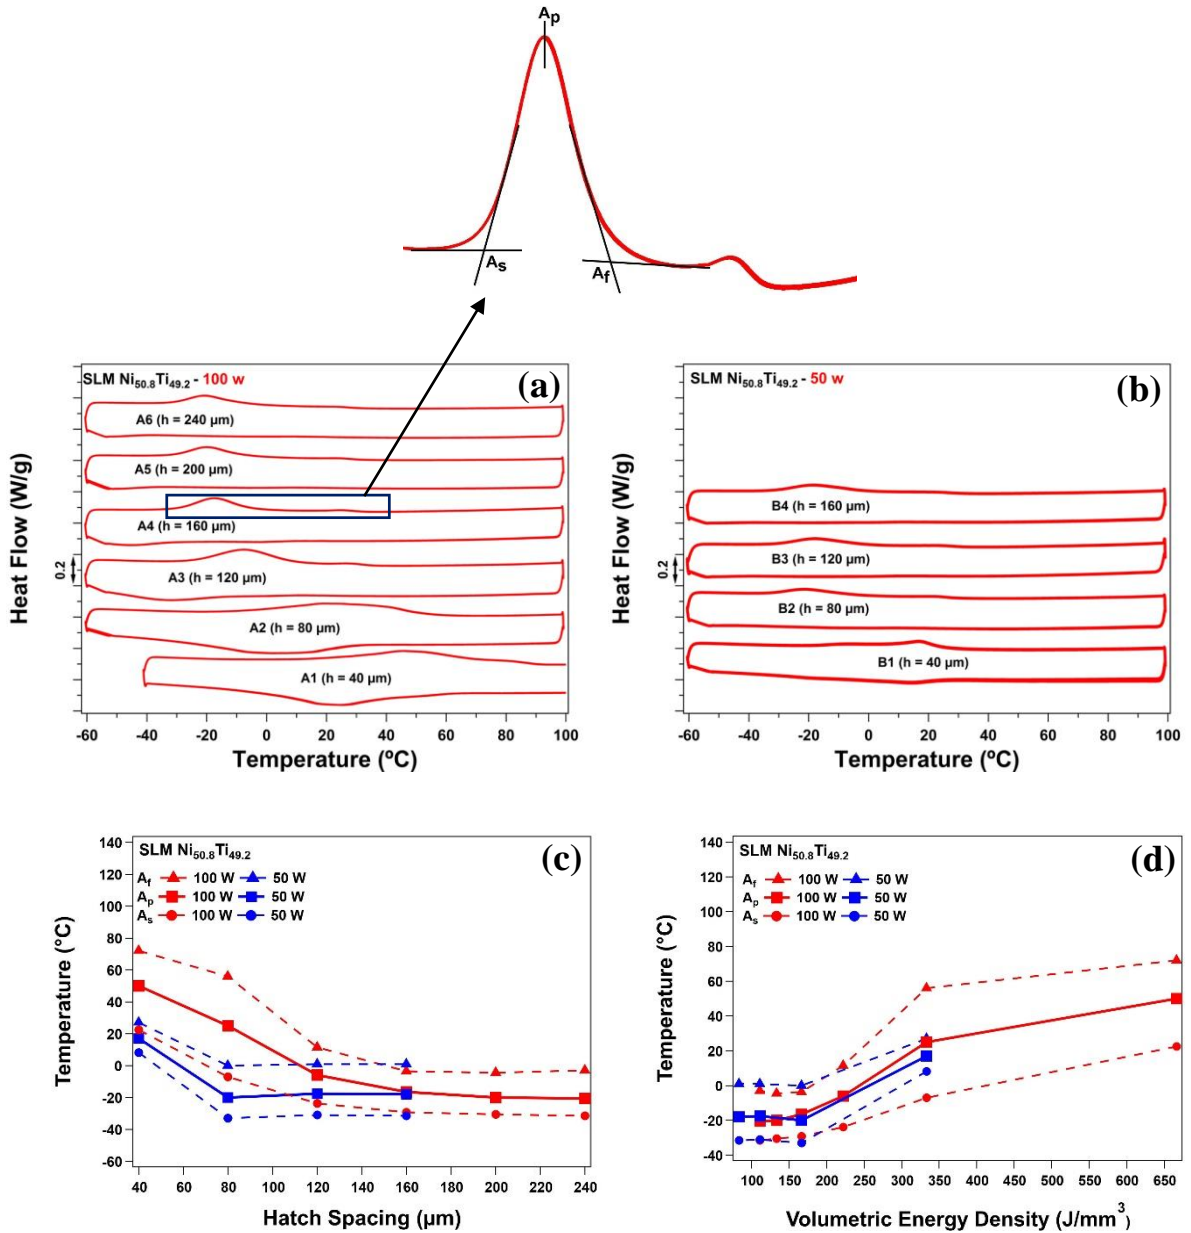 Ap
As
Af
SLM Ni50.8Ti49.2 - 100 w
(a)
A6 (h = 240 µm)
A5 (h = 200 µm)
A4 (h = 160 µm)
A3 (h = 120 µm)
A2 (h = 80 µm)
A1 (h = 40 µm)
0.2
Heat Flow (W/g)
-60 -40 -20 0 20 40 60 80 100
Temperature (ºC)
SLM Ni50.8Ti49.2 - 50 w
(b)
B4 (h = 160 µm)
B3 (h = 120 µm)
B2 (h = 80 µm)
B1 (h = 40 µm)
0.2
Heat Flow (W/g)
-60 -40 -20 0 20 40 60 80 100
Temperature (ºC)
SLM Ni50.8Ti49.2
(c)
Af 100 W 50 W
Ap 100 W 50 W
As 100 W 50 W
140
120
100
80
60
40
20
0
-20
-40
-60
Temperature (°C)
40 60 80 100 120 140 160 180 200 220 240
Hatch Spacing (µm)
SLM Ni50.8Ti49.2
(d)
Af 100 W 50 W
Ap 100 W 50 W
As 100 W 50 W
140
120
100
80
60
40
20
0
-20
-40
Temperature (°C)
100 150 200 250 300 350 400 450 500 550 600 650
Volumetric Energy Density (J/mm3)